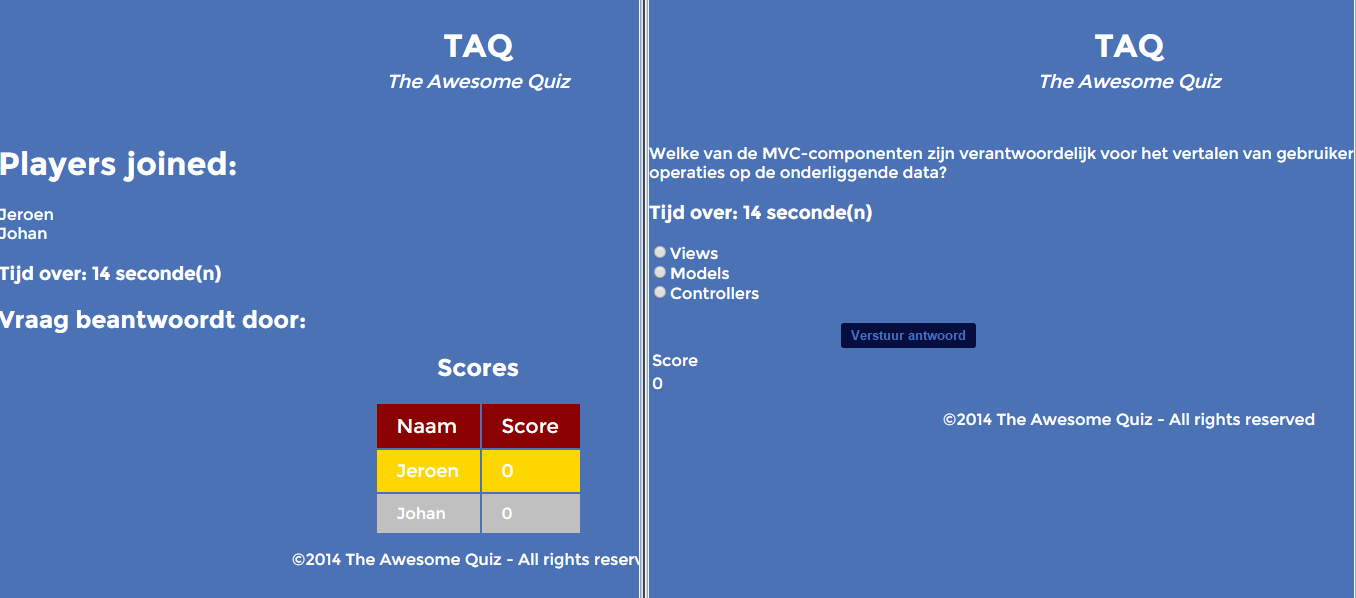 TAQ
The Awesome Quiz
Players joined:
Jeroen
Johan
Tijd over: 14 seconde(n)
Vraag beantwoordt door:
Scores
Naam Score
Jeroen 0
Johan 0
©2014 The Awesome Quiz - All rights reserv
TAQ
The Awesome Quiz
Welke van de MVC-componenten zijn verantwoordelijk voor het vertalen van gebruiker
operaties op de onderliggende data?
Tijd over: 14 seconde(n)
Views
Models
Controllers
Verstuur antwoord
Score
0
©2014 The Awesome Quiz - All rights reserved